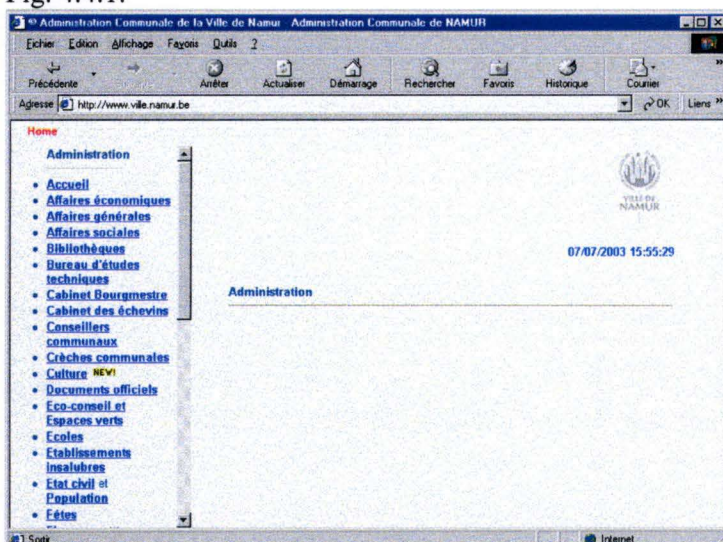 Administration Communale de la Ville de Namur Administration Communale de NAMUR
Fichier Edition Affichage Favoris Outils ?
Précédente Arrêter Actualiser Démarrage Rechercher Favoris Historique Courrier
Adresse http://www.ville.namur.be OK Liens
Home
Administration
Accueil
Affaires économiques
Affaires générales
Affaires sociales
Bibliothèques
Bureau d'études
techniques
Cabinet Bourgmestre
Cabinet des échevins
Conseillers
communaux
Crèches communales
Culture NEW!
Documents officiels
Eco-conseil et
Espaces verts
Ecoles
Etablissements
Insalubres
Etat civil et
Population
Fêtes
VILLE DE
NAMUR
07/07/2003 15:55:29
Administration
Internet